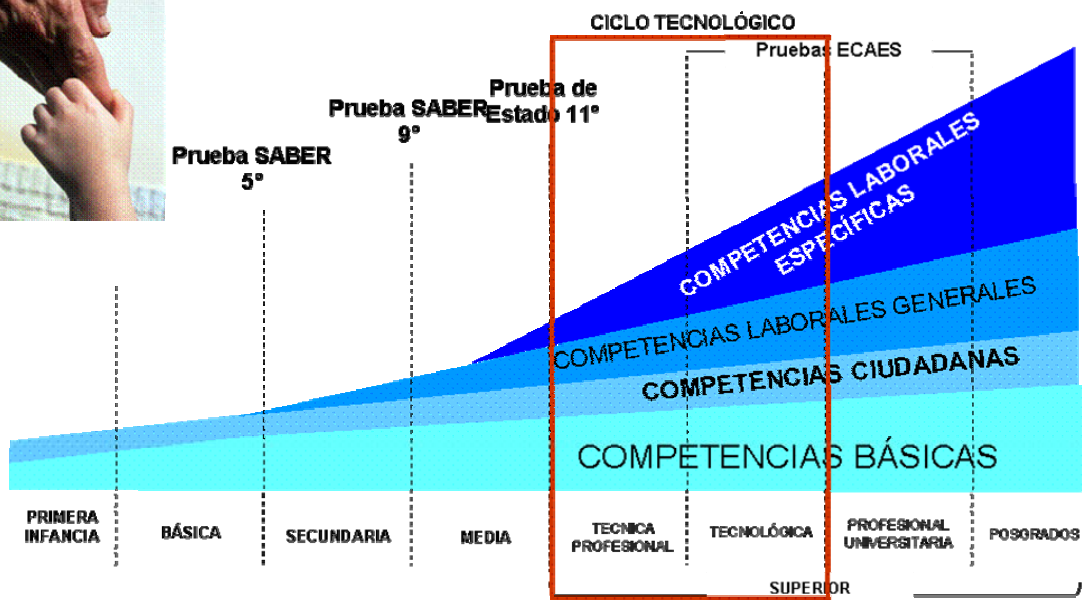 CICLO TECNOLÓGICO
Pruebas ECAES
Prueba de
Estado 11°
Prueba SABER
9°
Prueba SABER
5°
COMPETENCIAS LABORALES
ESPECÍFICAS
COMPETENCIAS LABORALES GENERALES
COMPETENCIAS CIUDADANAS
COMPETENCIAS BÁSICAS
PRIMERA
INFANCIA
BÁSICA
SECUNDARIA
MEDIA
TECNICA
PROFESIONAL
TECNOLÓGICA
PROFESIONAL
UNIVERSITARIA
POSGRADOS
SUPERIOR